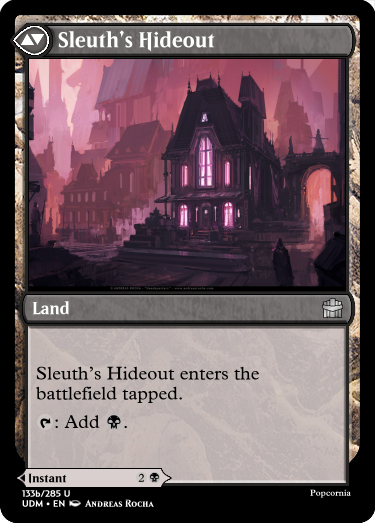 Sleuth's Hideout
Land
Sleuth's Hideout enters the
battlefield tapped.
: Add .
Instant 2
133b/285 U Popcornia
UDM • EN Andreas Rocha